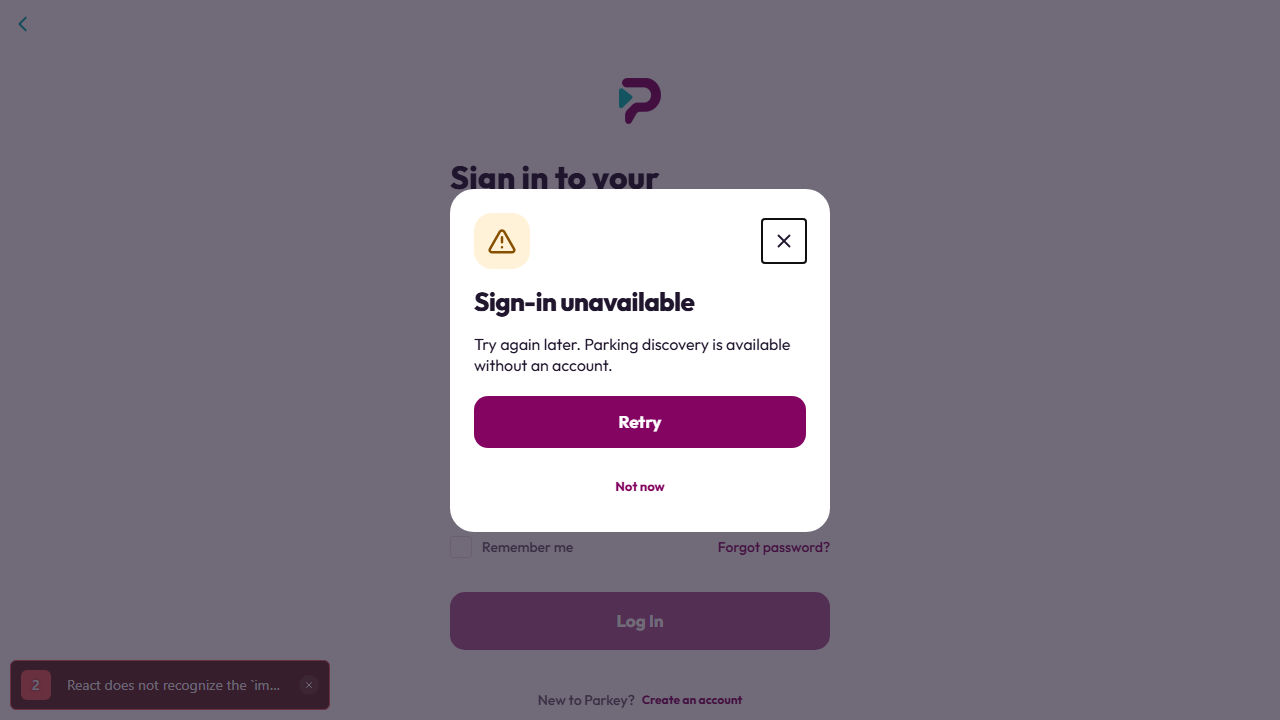 Sign in to your
Sign-in unavailable
Try again later. Parking discovery is available
without an account.
Retry
Not now
Remember me
Forgot password?
Log In
2
React does not recognize the `im...
New to Parkey? Create an account